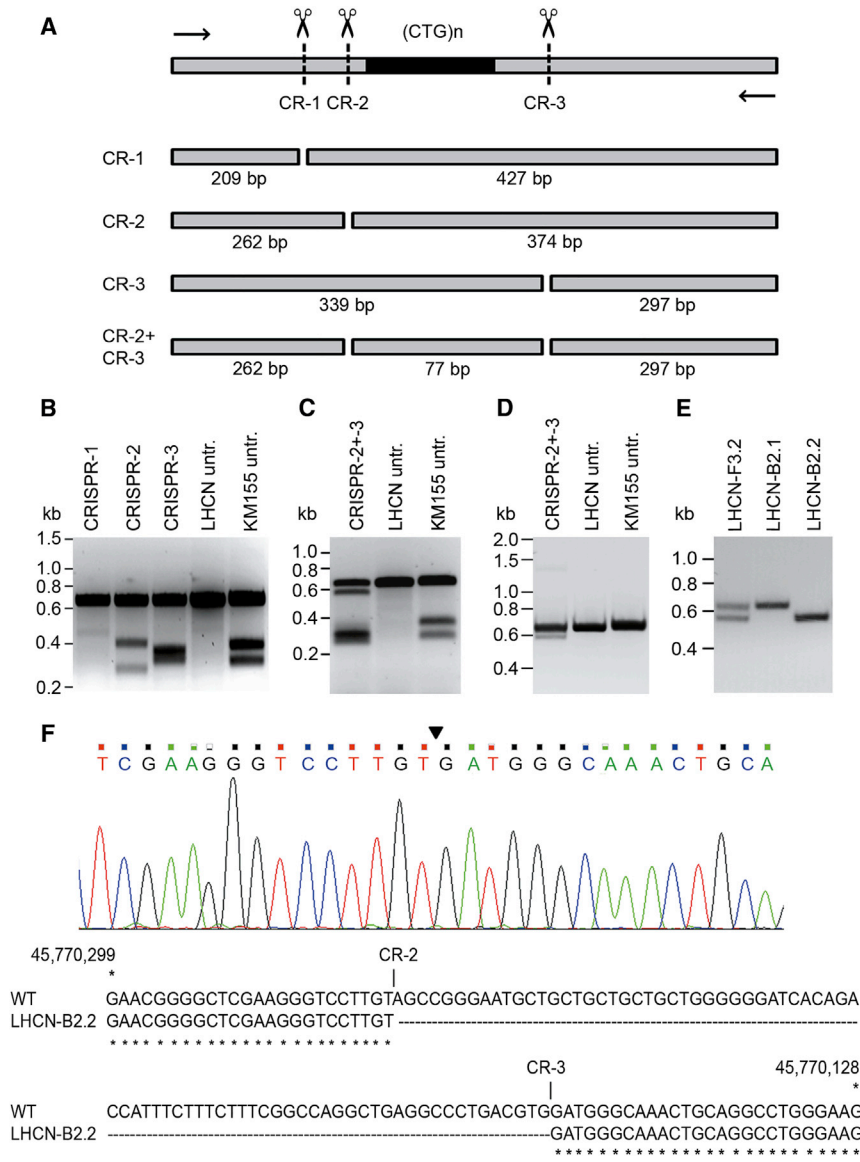 A
(CTG)n
CR-1 CR-2 CR-3
CR-1
209 bp 427 bp
CR-2
262 bp 374 bp
CR-3
339 bp 297 bp
CR-2+
CR-3
262 bp 77 bp 297 bp
B
CRISPR-1
CRISPR-2
CRISPR-3
LHCN untr.
KM155 untr.
kb
1.5
1.0
0.8
0.6
0.4
0.2
C
CRISPR-2+-3
LHCN untr.
KM155 untr.
kb
1.0
0.8
0.6
0.4
0.2
D
CRISPR-2+-3
LHCN untr.
KM155 untr.
kb
2.0
1.5
1.0
0.8
0.6
0.4
E
LHCN-F3.2
LHCN-B2.1
LHCN-B2.2
kb
1.0
0.8
0.6
0.4
F
T C G A A G G G T C C T T G T G A T G G G C A A A C T G C A
45,770,299 CR-2
*
WT GAACGGGGCTCGAAGGGTCCTTGTAGCCGGGAATGCTGCTGCTGCTGCTGGGGGGATCACAGA
LHCN-B2.2 GAACGGGGCTCGAAGGGTCCTTGT--------------------------------------
* * * * * * * * * * * * * * * * * * * * * * * *
CR-3 45,770,128
*
WT CCATTTCTTTCTTTCGGCCAGGCTGAGGCCCTGACGTGGATGGGCAAACTGCAGGCCTGGGAAG
LHCN-B2.2 --------------------------------------GATGGGCAAACTGCAGGCCTGGGAAG
* * * * * * * * * * * * * * * * * * * * * * * * * *